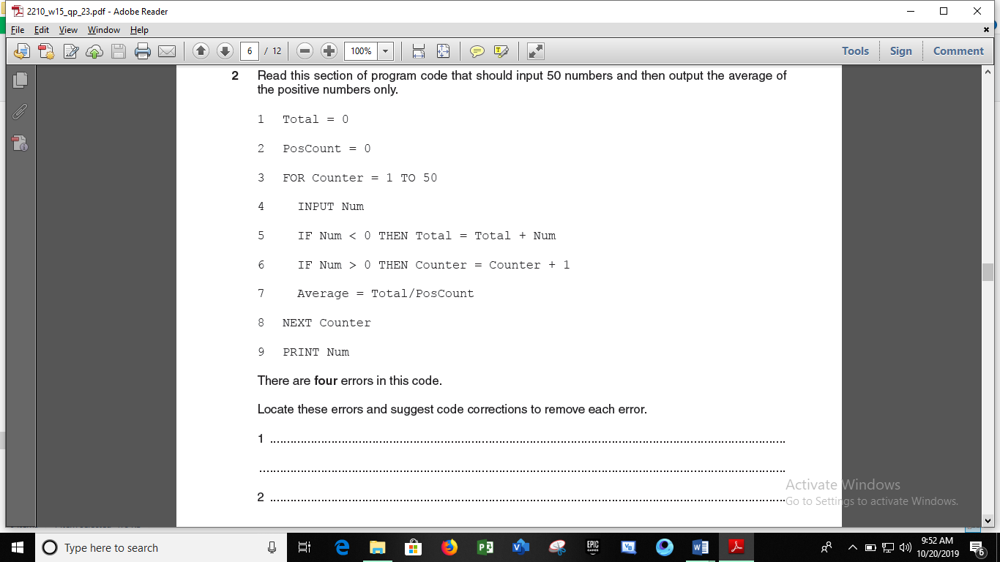 2210_w15_qp_23.pdf - Adobe Reader
File Edit View Window Help
6 / 12 100% Tools Sign Comment
2 Read this section of program code that should input 50 numbers and then output the average of
the positive numbers only.
1 Total = 0
2 PosCount = 0
3 FOR Counter = 1 TO 50
4 INPUT Num
5 IF Num < 0 THEN Total = Total + Num
6 IF Num > 0 THEN Counter = Counter + 1
7 Average = Total/PosCount
8 NEXT Counter
9 PRINT Num
There are four errors in this code.
Locate these errors and suggest code corrections to remove each error.
1 ..........
..........
2 ..........
Activate Windows
Go to Settings to activate Windows.
Type here to search
9:52 AM
10/20/2019
6